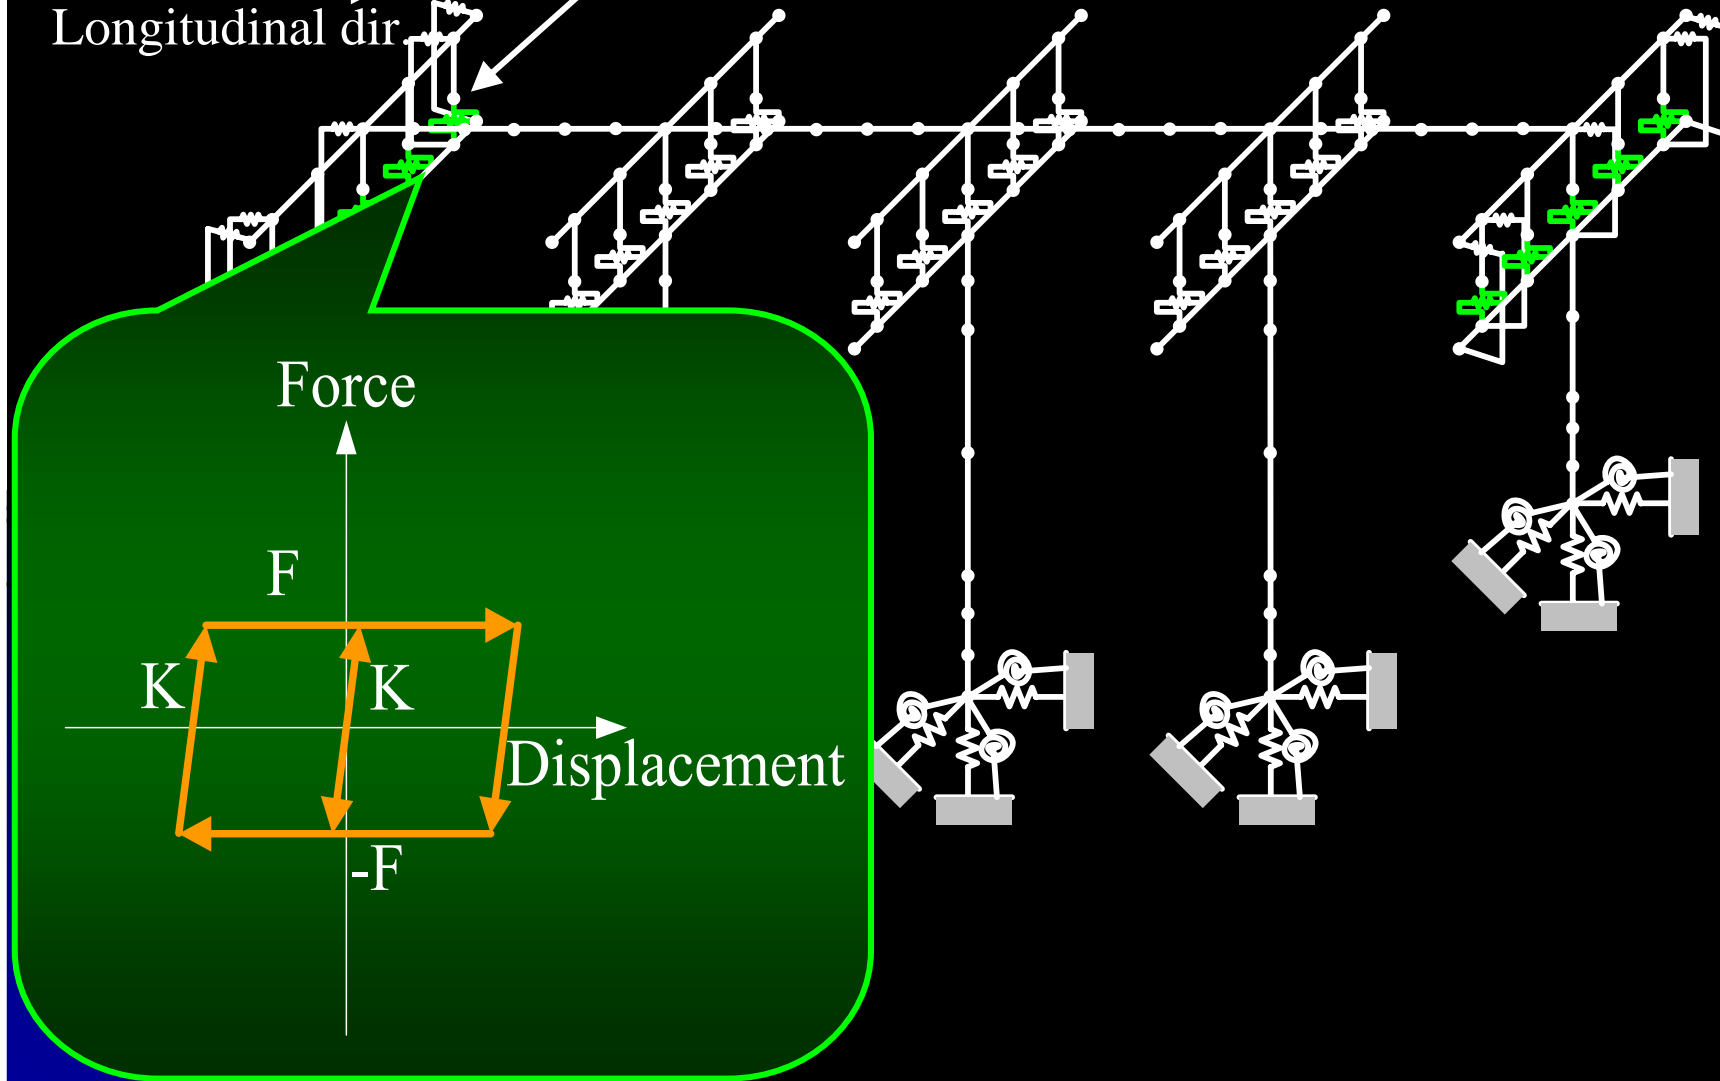 Longitudinal dir.
Force
F
K
K
Displacement
-F